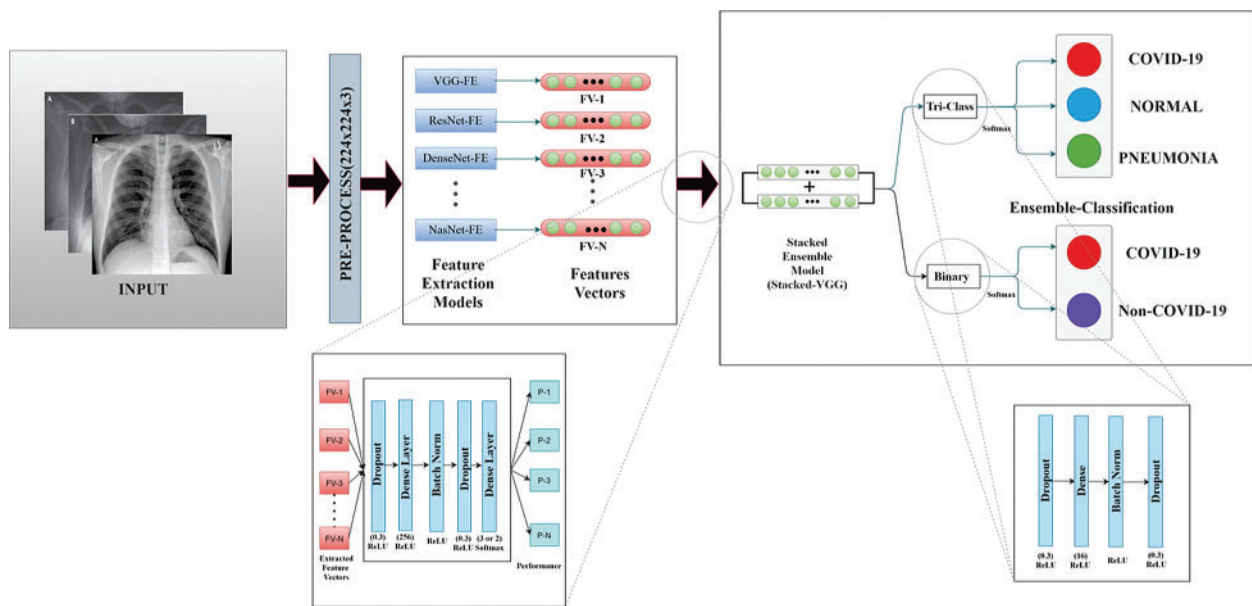 A
B
INPUT
PRE-PROCESS(224x224x3)
VGG-FE
FV-1
ResNet-FE
FV-2
DenseNet-FE
FV-3
NasNet-FE
FV-N
Feature
Extraction
Models
Features
Vectors
+
Stacked
Ensemble
Model
(Stacked-VGG)
Tri-Class
Softmax
COVID-19
NORMAL
PNEUMONIA
Ensemble-Classification
Binary
Softmax
COVID-19
Non-COVID-19
FV-1
FV-2
FV-3
FV-N
Extracted
Feature
Vectors
Dropout
Dense Layer
Batch Norm
Dropout
Dense Layer
(0.3) (256) (0.3) (3 or 2)
ReLU ReLU ReLU ReLU Softmax
P-1
P-2
P-3
P-N
Performance
Dropout
Dense
Batch Norm
Dropout
(0.3) (16) (0.3)
ReLU ReLU ReLU ReLU